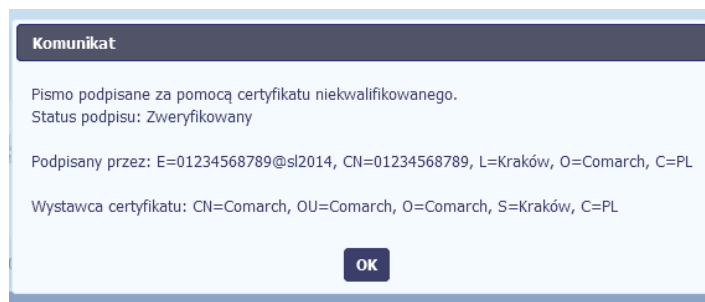 Komunikat
Pismo podpisane za pomocą certyfikatu niekwalifikowanego.
Status podpisu: Zweryfikowany
Podpisany przez: E=01234568789@sl2014, CN=01234568789, L=Kraków, O=Comarch, C=PL
Wystawca certyfikatu: CN=Comarch, OU=Comarch, O=Comarch, S=Kraków, C=PL
OK